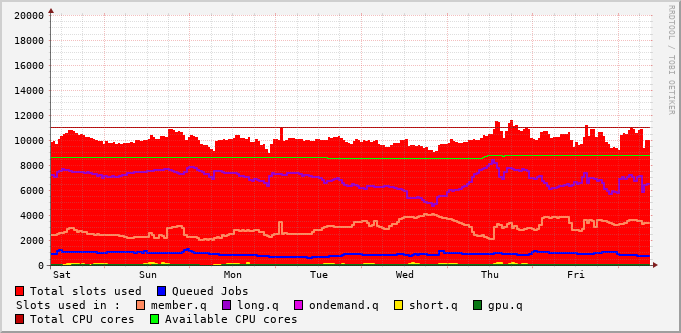 20000
18000
16000
14000
12000
10000
8000
6000
4000
2000
0
Sat Sun Mon Tue Wed Thu Fri
Total slots used Queued Jobs
Slots used in : member.q long.q ondemand.q short.q gpu.q
Total CPU cores Available CPU cores
RRDTOOL / TOBI OETIKER